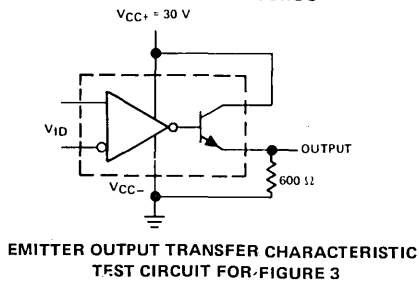 VCC+ = 30 V
VID
OUTPUT
600 Ω
VCC−
EMITTER OUTPUT TRANSFER CHARACTERISTIC
TEST CIRCUIT FOR FIGURE 3